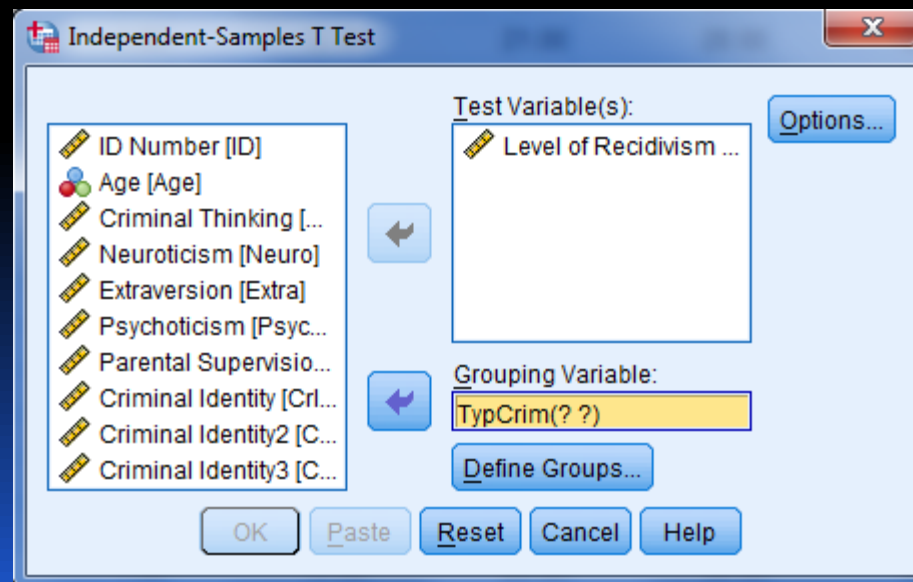 Independent-Samples T Test
Test Variable(s):
Options...
ID Number [ID]
Age [Age]
Criminal Thinking [...
Neuroticism [Neuro]
Extraversion [Extra]
Psychoticism [Psyc...
Parental Supervisio...
Criminal Identity [CrI...
Criminal Identity2 [C...
Criminal Identity3 [C...
Level of Recidivism ...
Grouping Variable:
TypCrim(? ?)
Define Groups...
OK Paste Reset Cancel Help